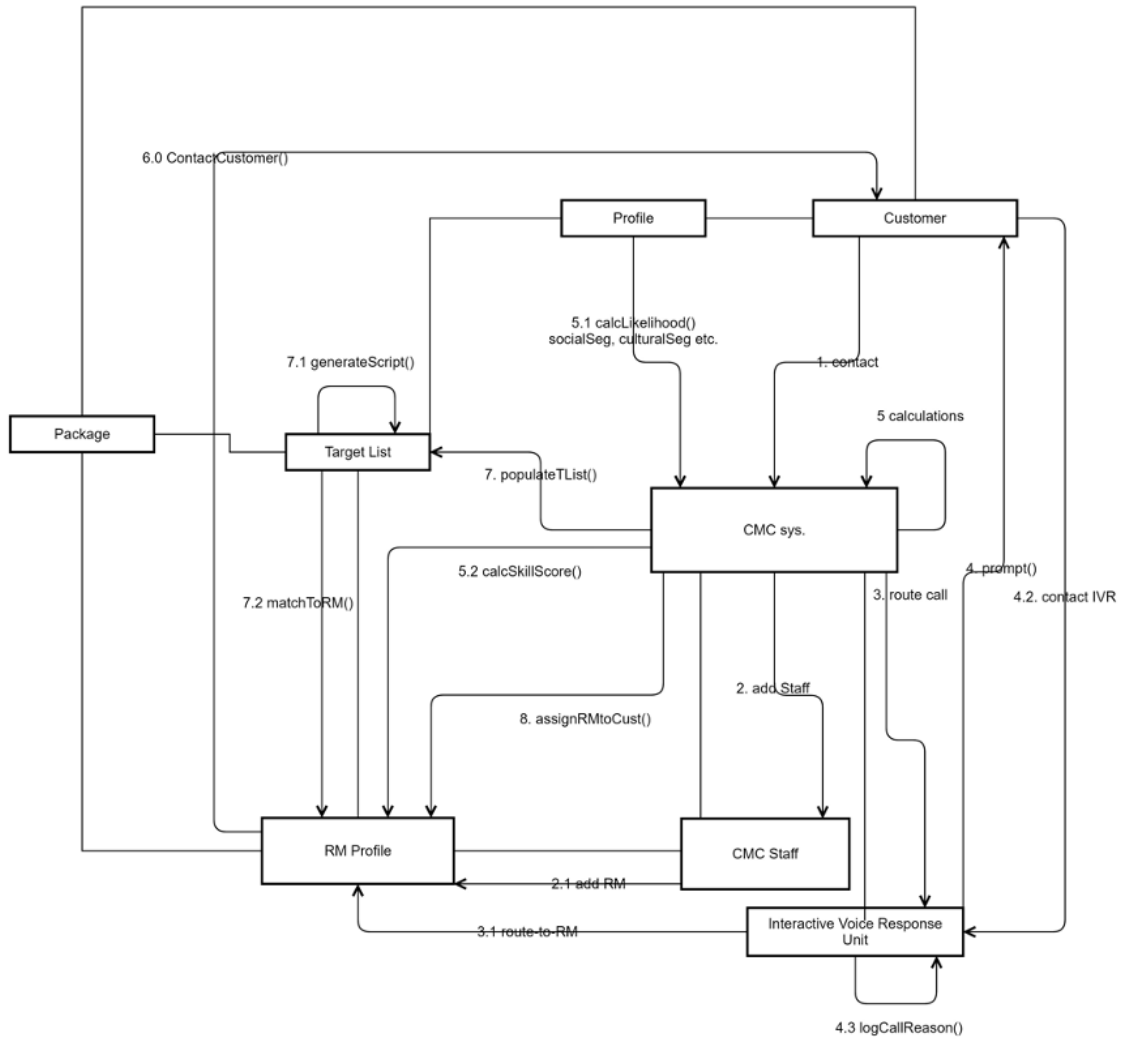 6.0 ContactCustomer()
Profile
Customer
5.1 calcLikelihood()
socialSeg, culturalSeg etc.
7.1 generateScript()
1. contact
5 calculations
Package
Target List
7. populateTList()
CMC sys.
5.2 calcSkillScore()
7.2 matchToRM()
3. route call
4. prompt()
4.2. contact IVR
2. add Staff
8. assignRMtoCust()
RM Profile
CMC Staff
2.1 add RM
3.1 route-to-RM
Interactive Voice Response
Unit
4.3 logCallReason()